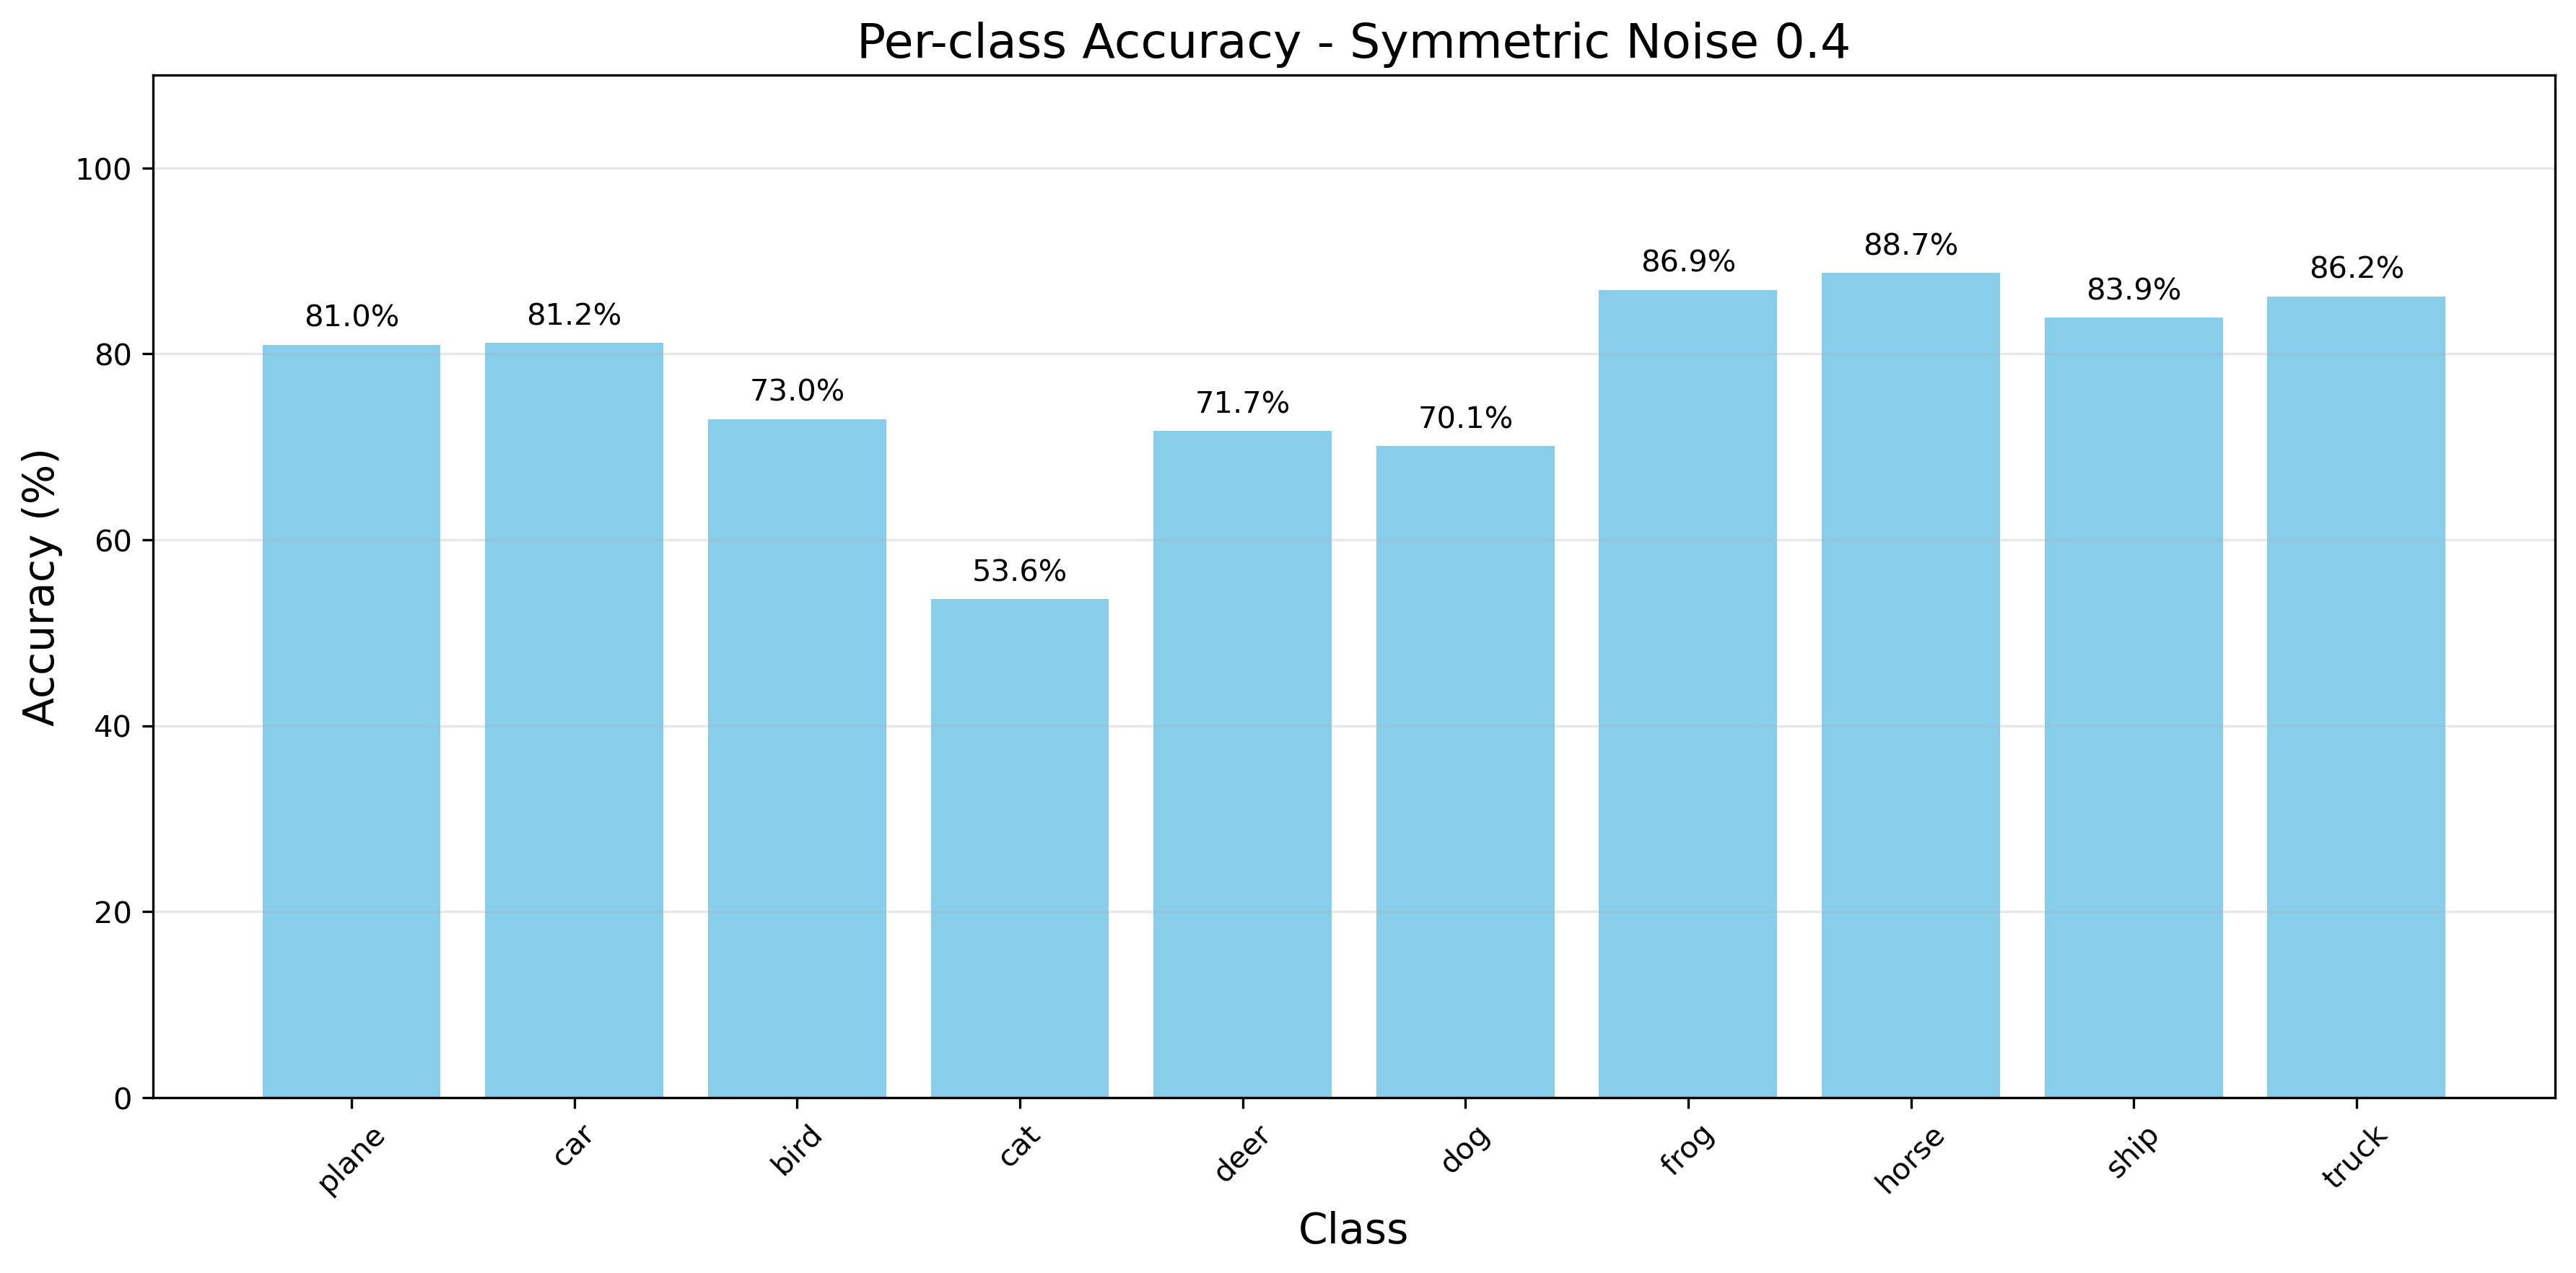 Per-class Accuracy - Symmetric Noise 0.4
Accuracy (%)
100
80
60
40
20
0
81.0%
81.2%
73.0%
53.6%
71.7%
70.1%
86.9%
88.7%
83.9%
86.2%
plane
car
bird
cat
deer
dog
frog
horse
ship
truck
Class